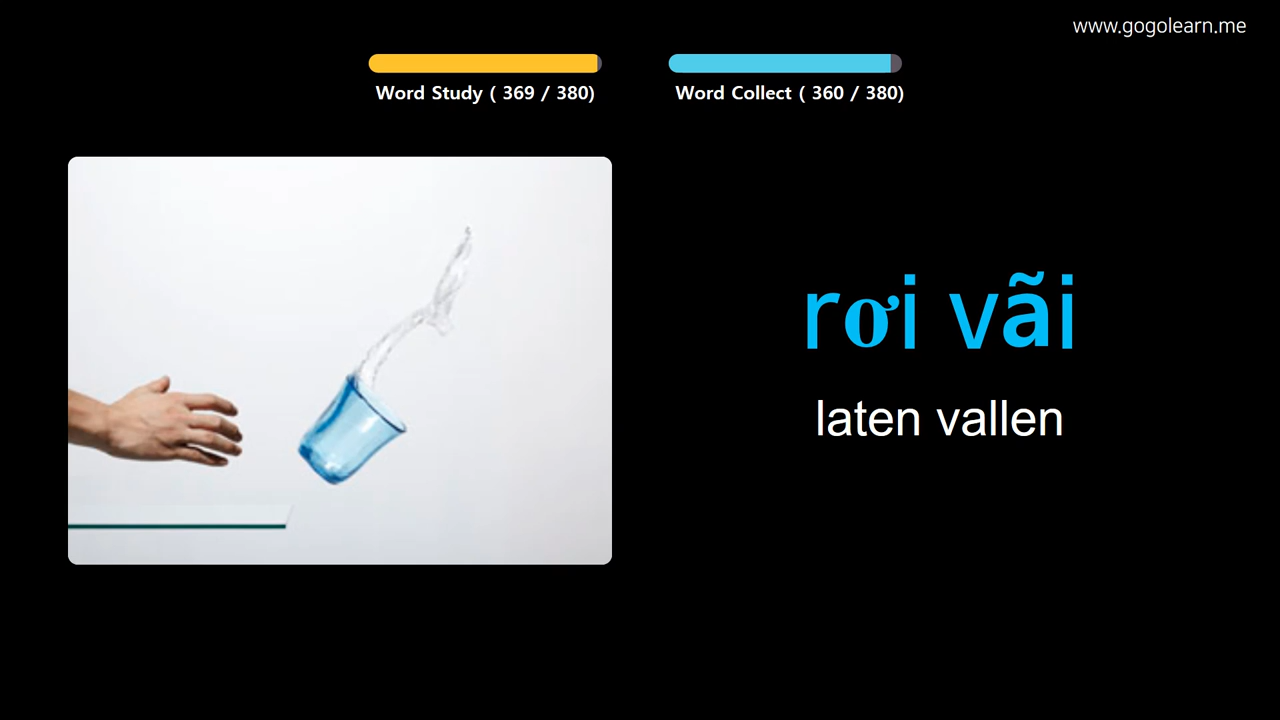 www.gogolearn.me
Word Study ( 369 / 380)
Word Collect ( 360 / 380)
rơi vãi
laten vallen